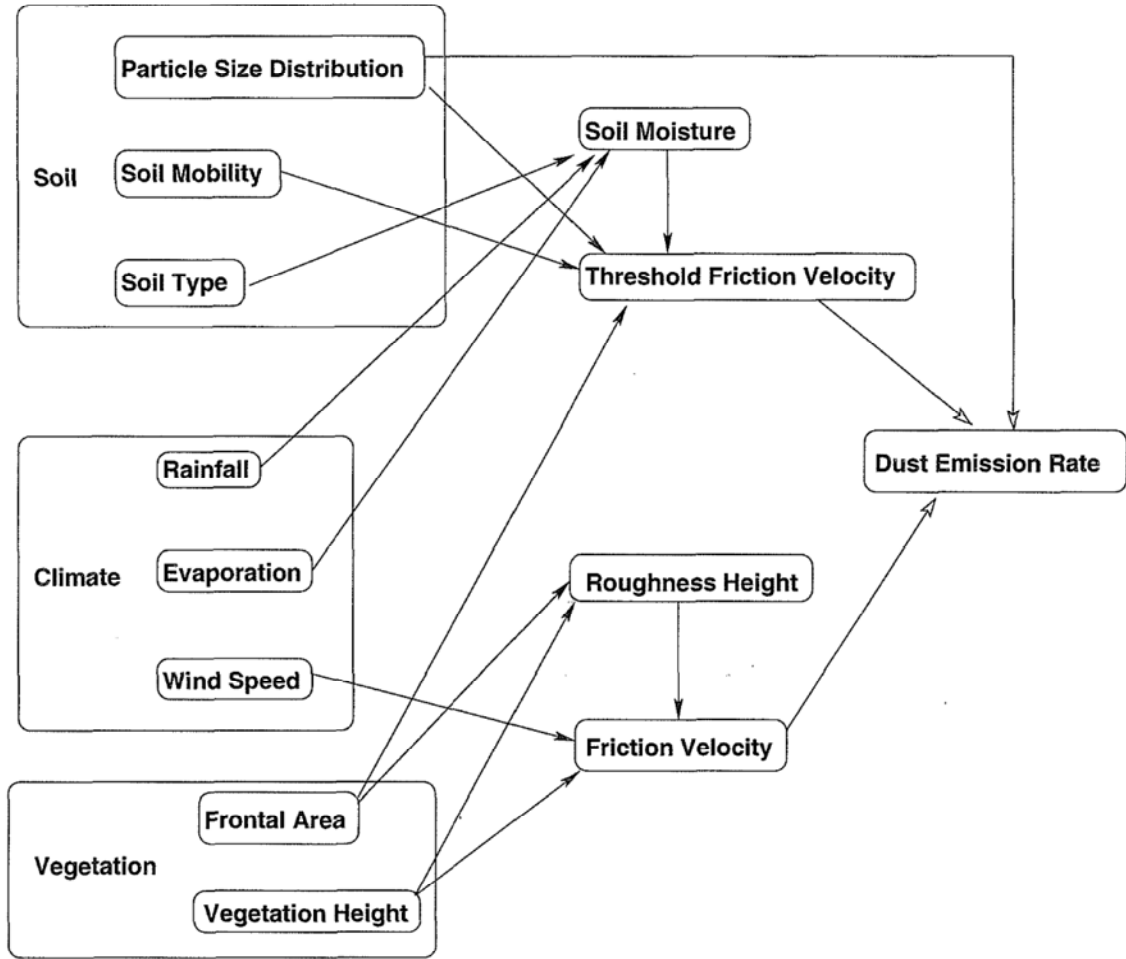 Particle Size Distribution
Soil Moisture
Soil
Soil Mobility
Soil Type
Threshold Friction Velocity
Rainfall
Dust Emission Rate
Climate
Evaporation
Roughness Height
Wind Speed
Friction Velocity
Frontal Area
Vegetation
Vegetation Height